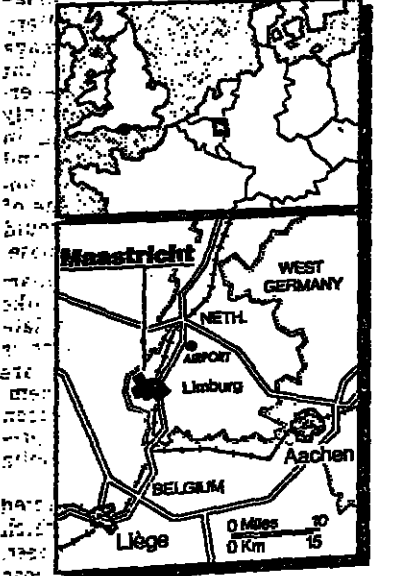 Maastricht
WEST
GERMANY
NETH.
AIRPORT
Limburg
Aachen
BELGIUM
Liège
0 Miles 10
0 Km 15